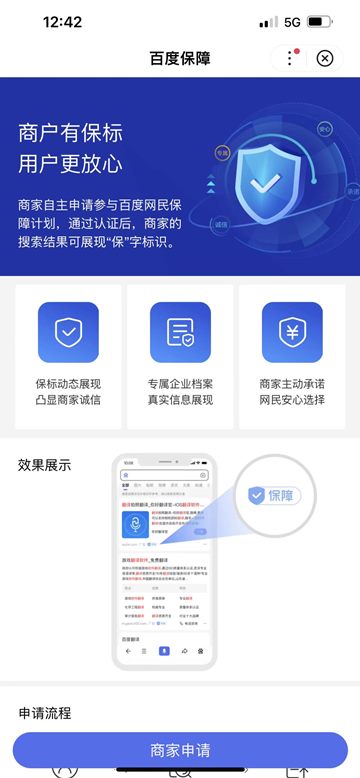 12:42
5G
百度保障
商户有保标
用户更放心
商家自主申请参与百度网民保
障计划，通过认证后，商家的
搜索结果可展现“保”字标识。
安心
专属
承诺
诚信
保标动态展现
凸显商家诚信
专属企业档案
真实信息展现
商家主动承诺
网民安心选择
效果展示
保障
百度翻译
申请流程
商家申请